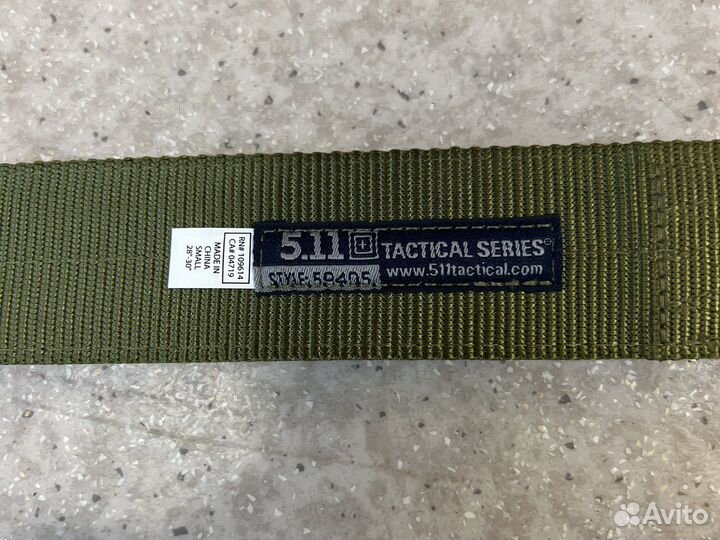 RN# 109614
CA# 04719
MADE IN
CHINA
SMALL
28"-30"
5.11 TACTICAL SERIES®
STYLE 59405
www.511tactical.com
Avito